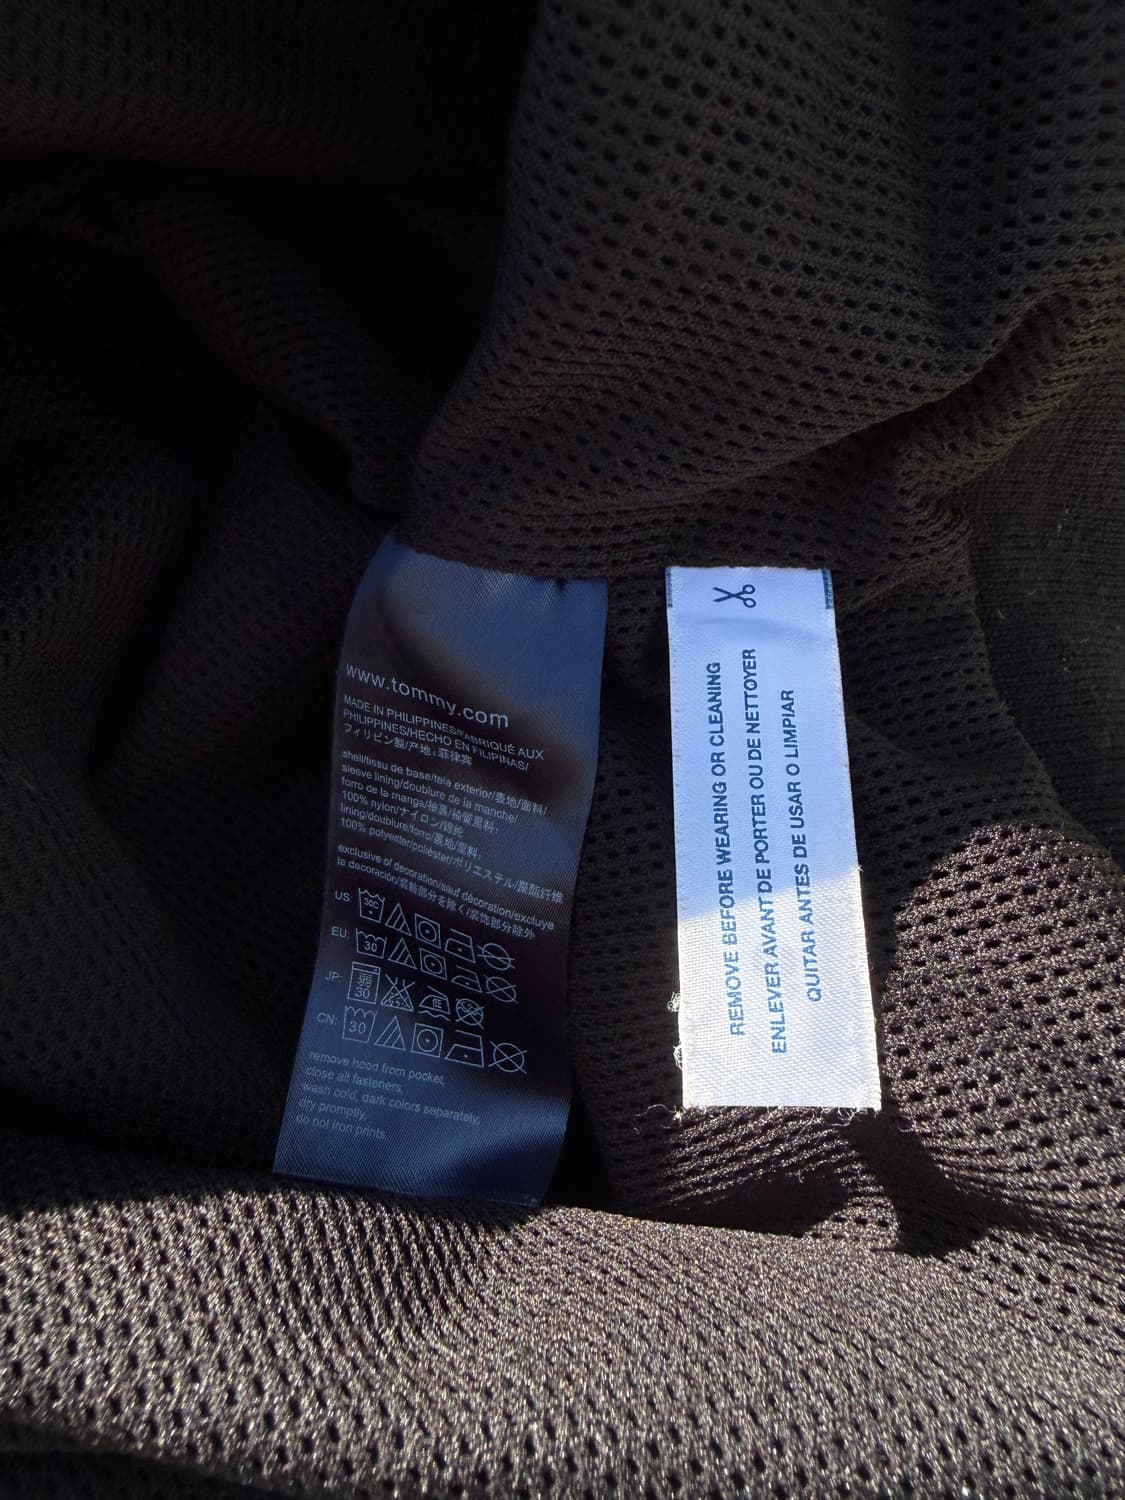 www.tommy.com
MADE IN PHILIPPINES/FABRIQUÉ AUX
PHILIPPINES/HECHO EN FILIPINAS/
フィリピン製/产地: 菲律宾
shell/tissu de base/tela exterior/表地/面料/
sleeve lining/doublure de la manche/
forro de la manga/袖裏/袖管里料:
100% nylon/ナイロン/锦纶
lining/doublure/forro/裏地/里料:
100% polyester/poliéster/ポリエステル/聚酯纤维
exclusive of decoration/sauf décoration/excluye
la decoración/装飾部分を除く/装饰部分除外
US: 30C
EU: 30
JP: 30
CN: 30
remove hood from pocket,
close all fasteners,
wash cold, dark colors separately,
dry promptly,
do not iron prints
REMOVE BEFORE WEARING OR CLEANING
ENLEVER AVANT DE PORTER OU DE NETTOYER
QUITAR ANTES DE USAR O LIMPIAR